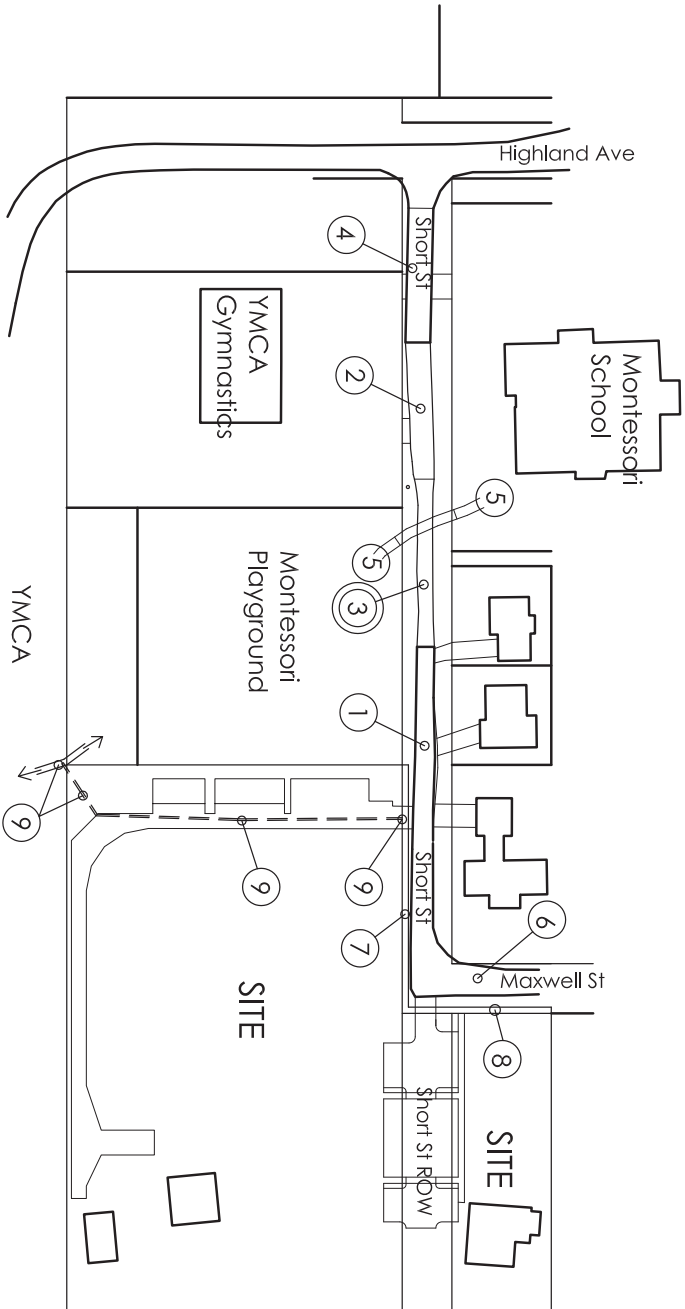 Highland Ave
Short St
4
YMCA
Gymnastics
2
Montessori
School
5
5
3
Montessori
Playground
YMCA
1
9
9
9
Short St
7
6
Maxwell St
8
SITE
SITE
Short St ROW